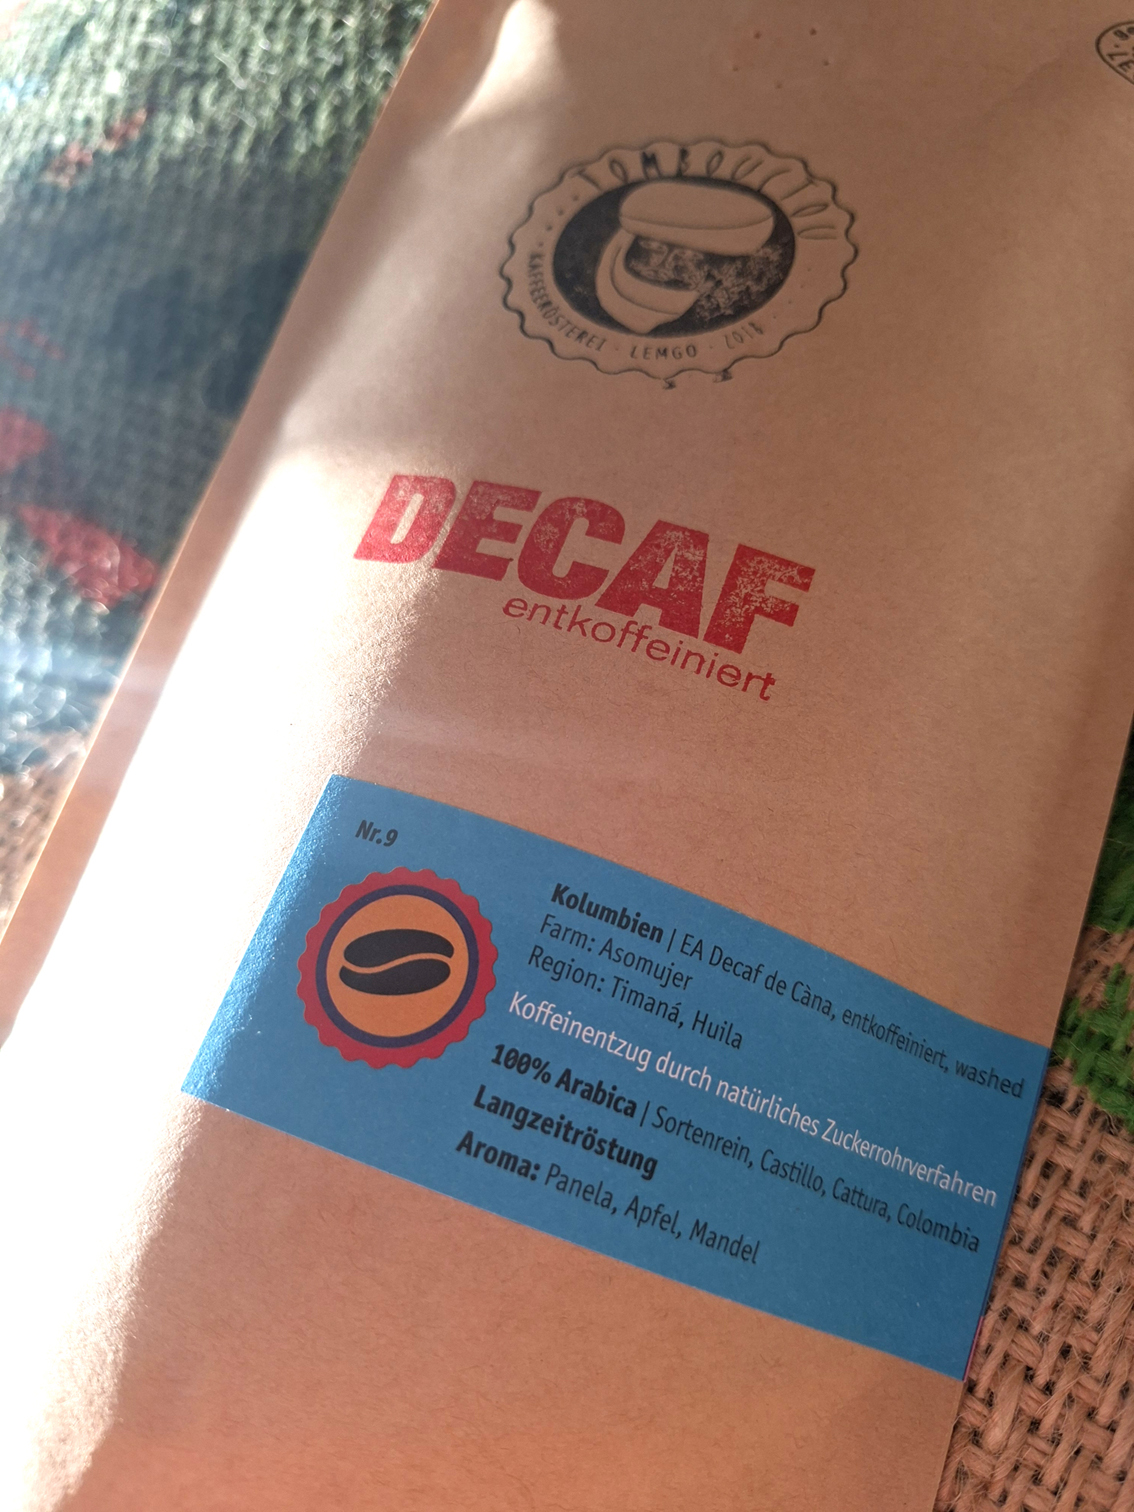 TOMBOUCTOU
KAFFEERÖSTEREI · LEMGO · 2018
DECAF
entkoffeiniert
Nr.9
Kolumbien | EA Decaf de Càna, entkoffeiniert, washed
Farm: Asomujer
Region: Timaná, Huila
Koffeinentzug durch natürliches Zuckerrohrverfahren
100% Arabica | Sortenrein, Castillo, Cattura, Colombia
Langzeitröstung
Aroma: Panela, Apfel, Mandel